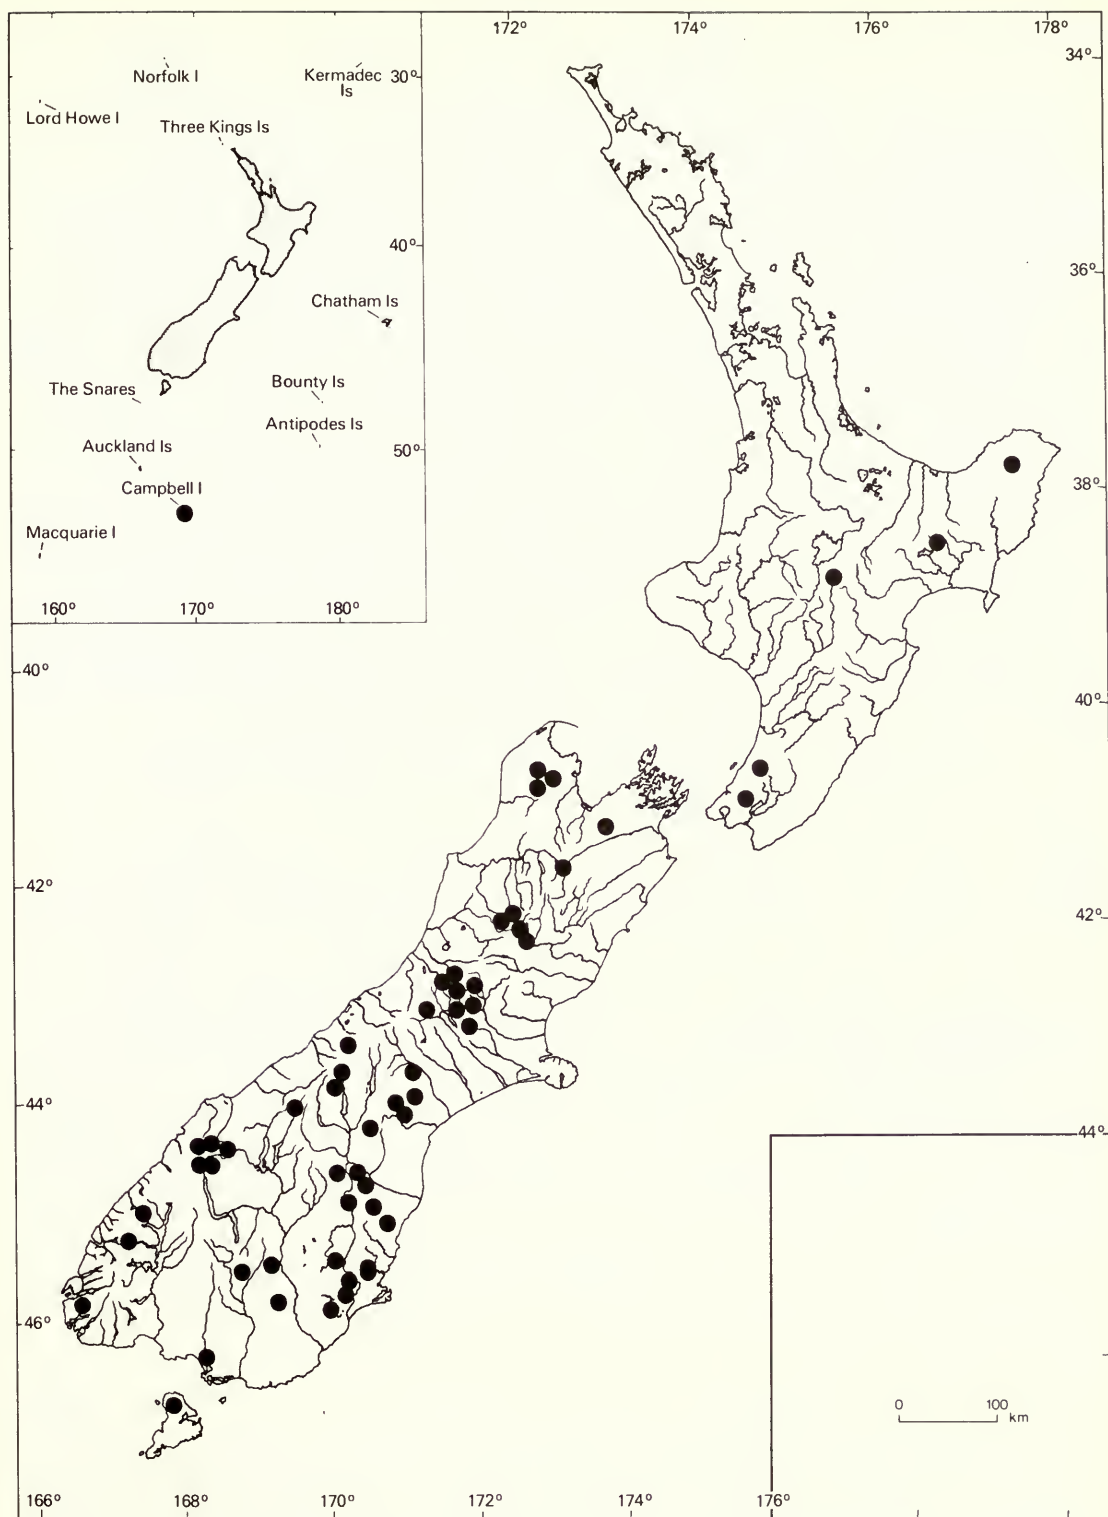 172° 174° 176° 178°
34°
Norfolk I
Kermadec 30°
Is
Lord Howe I
Three Kings Is
40°
36°
Chatham Is
The Snares
Bounty Is
Antipodes Is
Auckland Is
50°
Campbell I
38°
Macquarie I
160° 170° 180°
40°
40°
42°
42°
44°
44°
46°
0 100
km
166° 168° 170° 172° 174° 176°